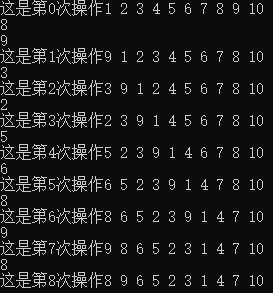 这是第0次操作1 2 3 4 5 6 7 8 9 10
8
9
这是第1次操作9 1 2 3 4 5 6 7 8 10
3
这是第2次操作3 9 1 2 4 5 6 7 8 10
2
这是第3次操作2 3 9 1 4 5 6 7 8 10
5
这是第4次操作5 2 3 9 1 4 6 7 8 10
6
这是第5次操作6 5 2 3 9 1 4 7 8 10
8
这是第6次操作8 6 5 2 3 9 1 4 7 10
9
这是第7次操作9 8 6 5 2 3 1 4 7 10
8
这是第8次操作8 9 6 5 2 3 1 4 7 10